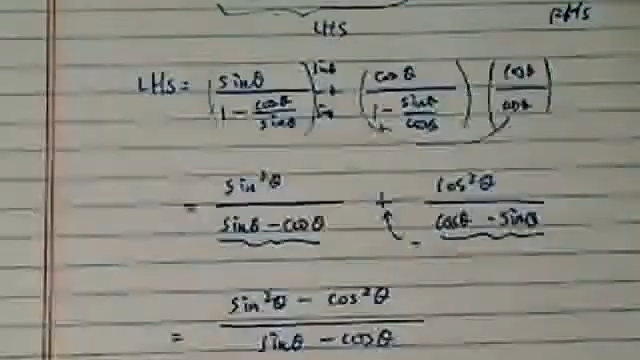 LHS RHS
LHS = (sinθ / (1 - cosθ/sinθ)) sinθ/sinθ + (cosθ / (1 - sinθ/cosθ)) (cosθ/cosθ)
= sin²θ / (sinθ - cosθ) + cos²θ / (cosθ - sinθ)
-
= (sin²θ - cos²θ) / (sinθ - cosθ)